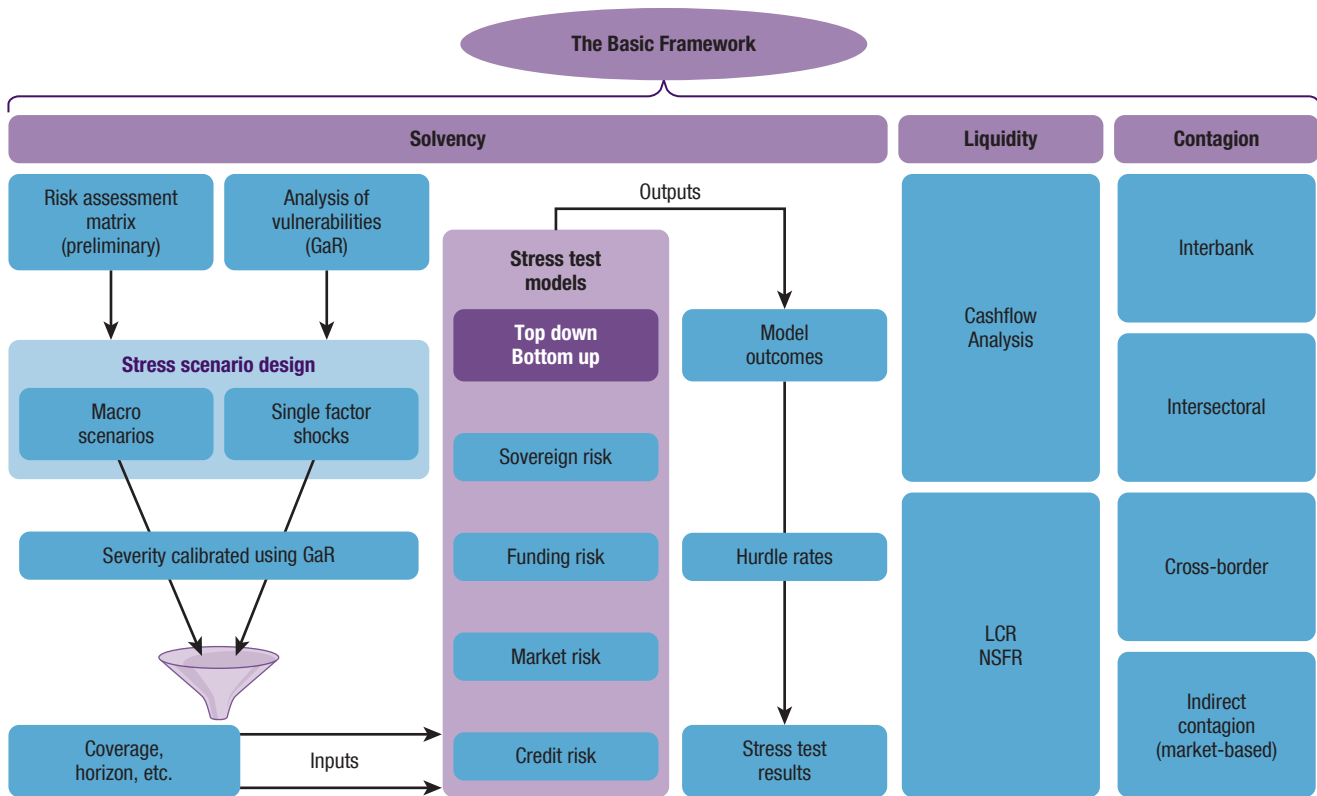 The Basic Framework
Solvency
Liquidity
Contagion
Risk assessment
matrix
(preliminary)
Analysis of
vulnerabilities
(GaR)
Stress scenario design
Macro
scenarios
Single factor
shocks
Severity calibrated using GaR
Coverage,
horizon, etc.
Inputs
Stress test
models
Top down
Bottom up
Sovereign risk
Funding risk
Market risk
Credit risk
Outputs
Model
outcomes
Hurdle rates
Stress test
results
Cashflow
Analysis
LCR
NSFR
Interbank
Intersectoral
Cross-border
Indirect
contagion
(market-based)